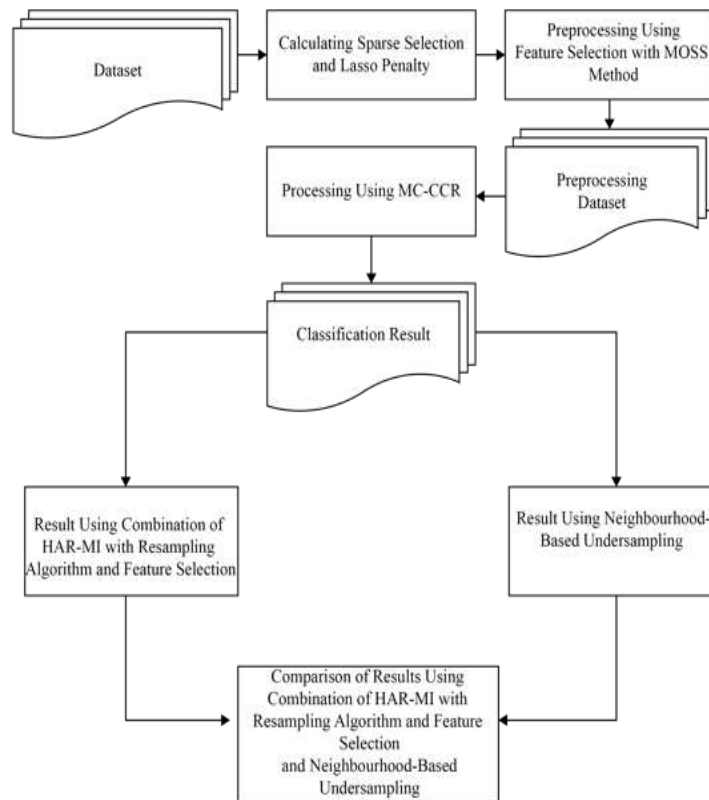 Dataset
Calculating Sparse Selection
and Lasso Penalty
Preprocessing Using
Feature Selection with MOSS
Method
Processing Using MC-CCR
Preprocessing
Dataset
Classification Result
Result Using Combination of
HAR-MI with Resampling
Algorithm and Feature Selection
Result Using Neighbourhood-
Based Undersampling
Comparison of Results Using
Combination of HAR-MI with
Resampling Algorithm and Feature
Selection
and Neighbourhood-Based
Undersampling